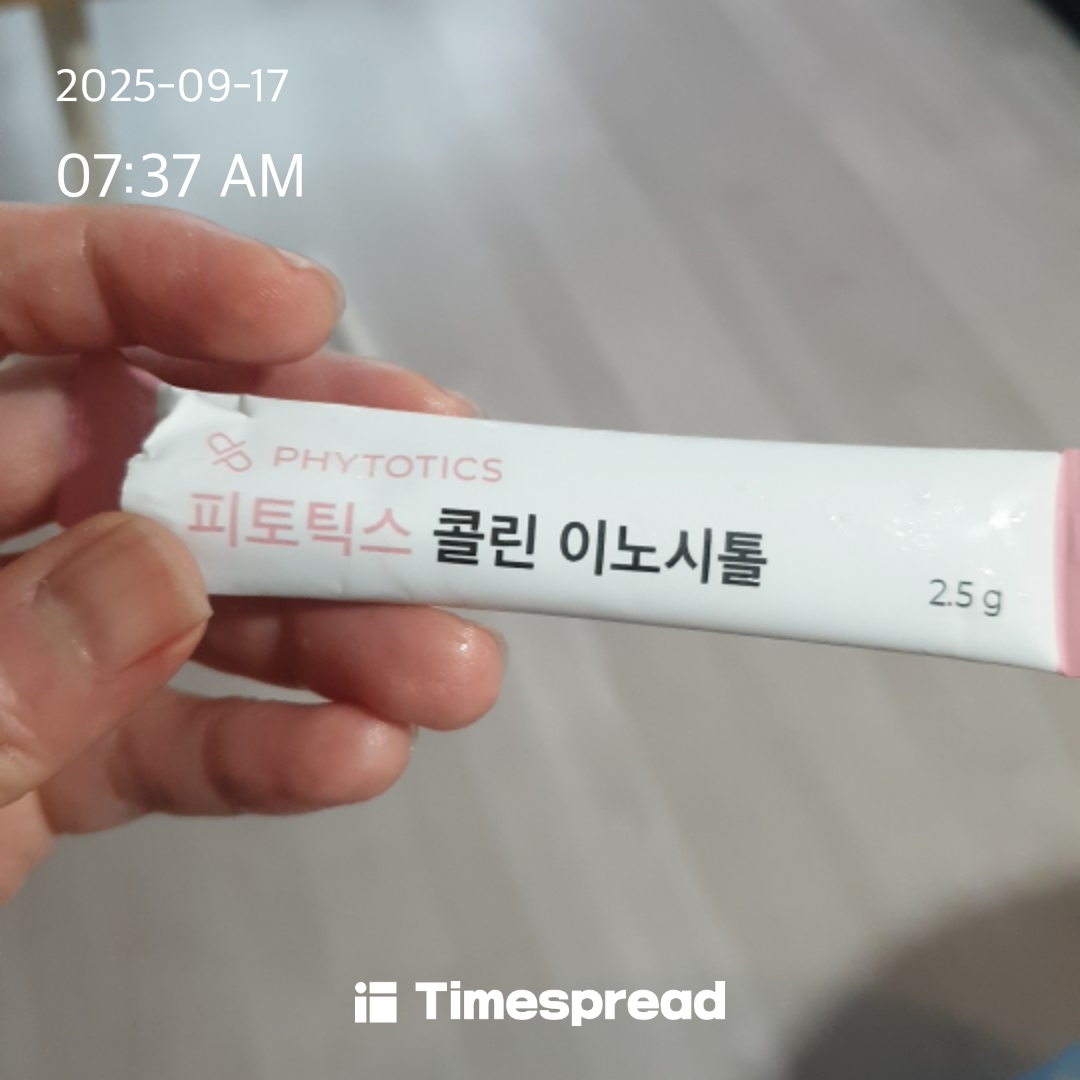 2025-09-17
07:37 AM
PHYTOTICS
피토틱스 콜린 이노시톨
2.5 g
Timespread